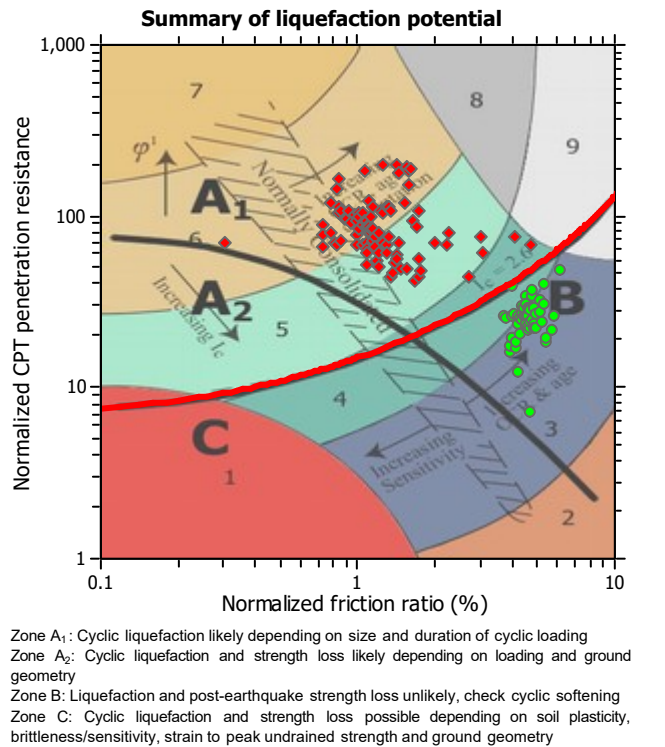 Summary of liquefaction potential
1,000
100
10
1
Normalized CPT penetration resistance
7
8
9
φ'
A1
Increasing
OCR, age
cementation
Normally
Consolidated
6
A2
Increasing Ic
5
Ic = 2.6
B
4
Increasing
OCR & age
3
C
1
Increasing
Sensitivity
2
0.1
1
10
Normalized friction ratio (%)
Zone A1: Cyclic liquefaction likely depending on size and duration of cyclic loading
Zone A2: Cyclic liquefaction and strength loss likely depending on loading and ground
geometry
Zone B: Liquefaction and post-earthquake strength loss unlikely, check cyclic softening
Zone C: Cyclic liquefaction and strength loss possible depending on soil plasticity,
brittleness/sensitivity, strain to peak undrained strength and ground geometry